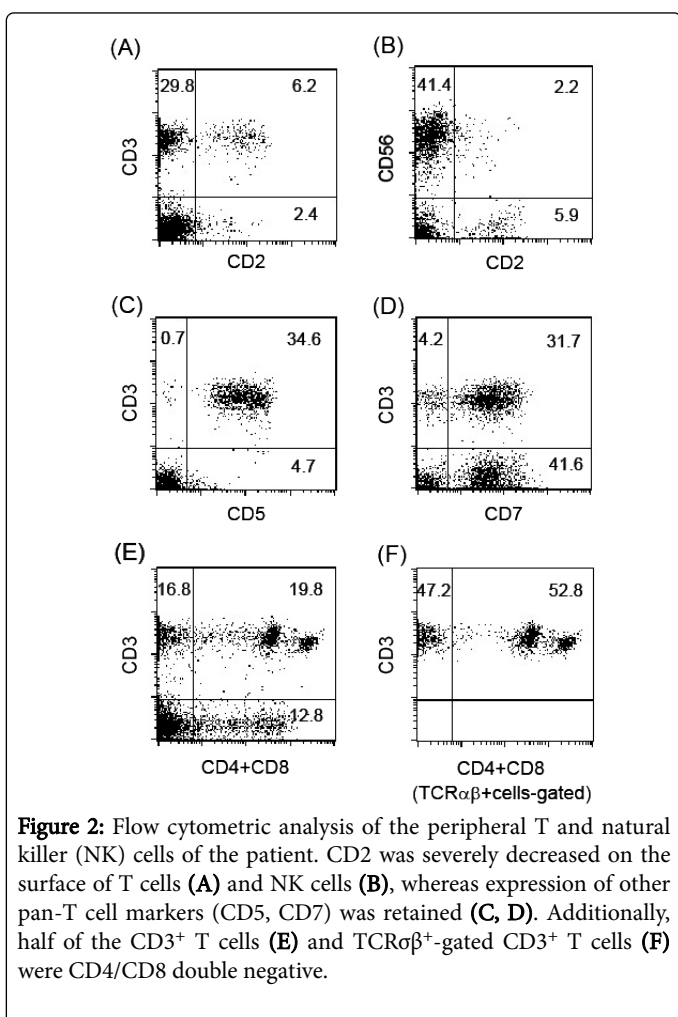 (A)
(B)
29.8 6.2
41.4 2.2
CD3
CD56
2.4
5.9
CD2
CD2
(C)
(D)
0.7 34.6
4.2 31.7
CD3
CD3
4.7
41.6
CD5
CD7
(E)
(F)
16.8 19.8
47.2 52.8
CD3
CD3
12.8
CD4+CD8
CD4+CD8
(TCRαβ+cells-gated)
Figure 2: Flow cytometric analysis of the peripheral T and natural
killer (NK) cells of the patient. CD2 was severely decreased on the
surface of T cells (A) and NK cells (B), whereas expression of other
pan-T cell markers (CD5, CD7) was retained (C, D). Additionally,
half of the CD3⁺ T cells (E) and TCRσβ⁺-gated CD3⁺ T cells (F)
were CD4/CD8 double negative.